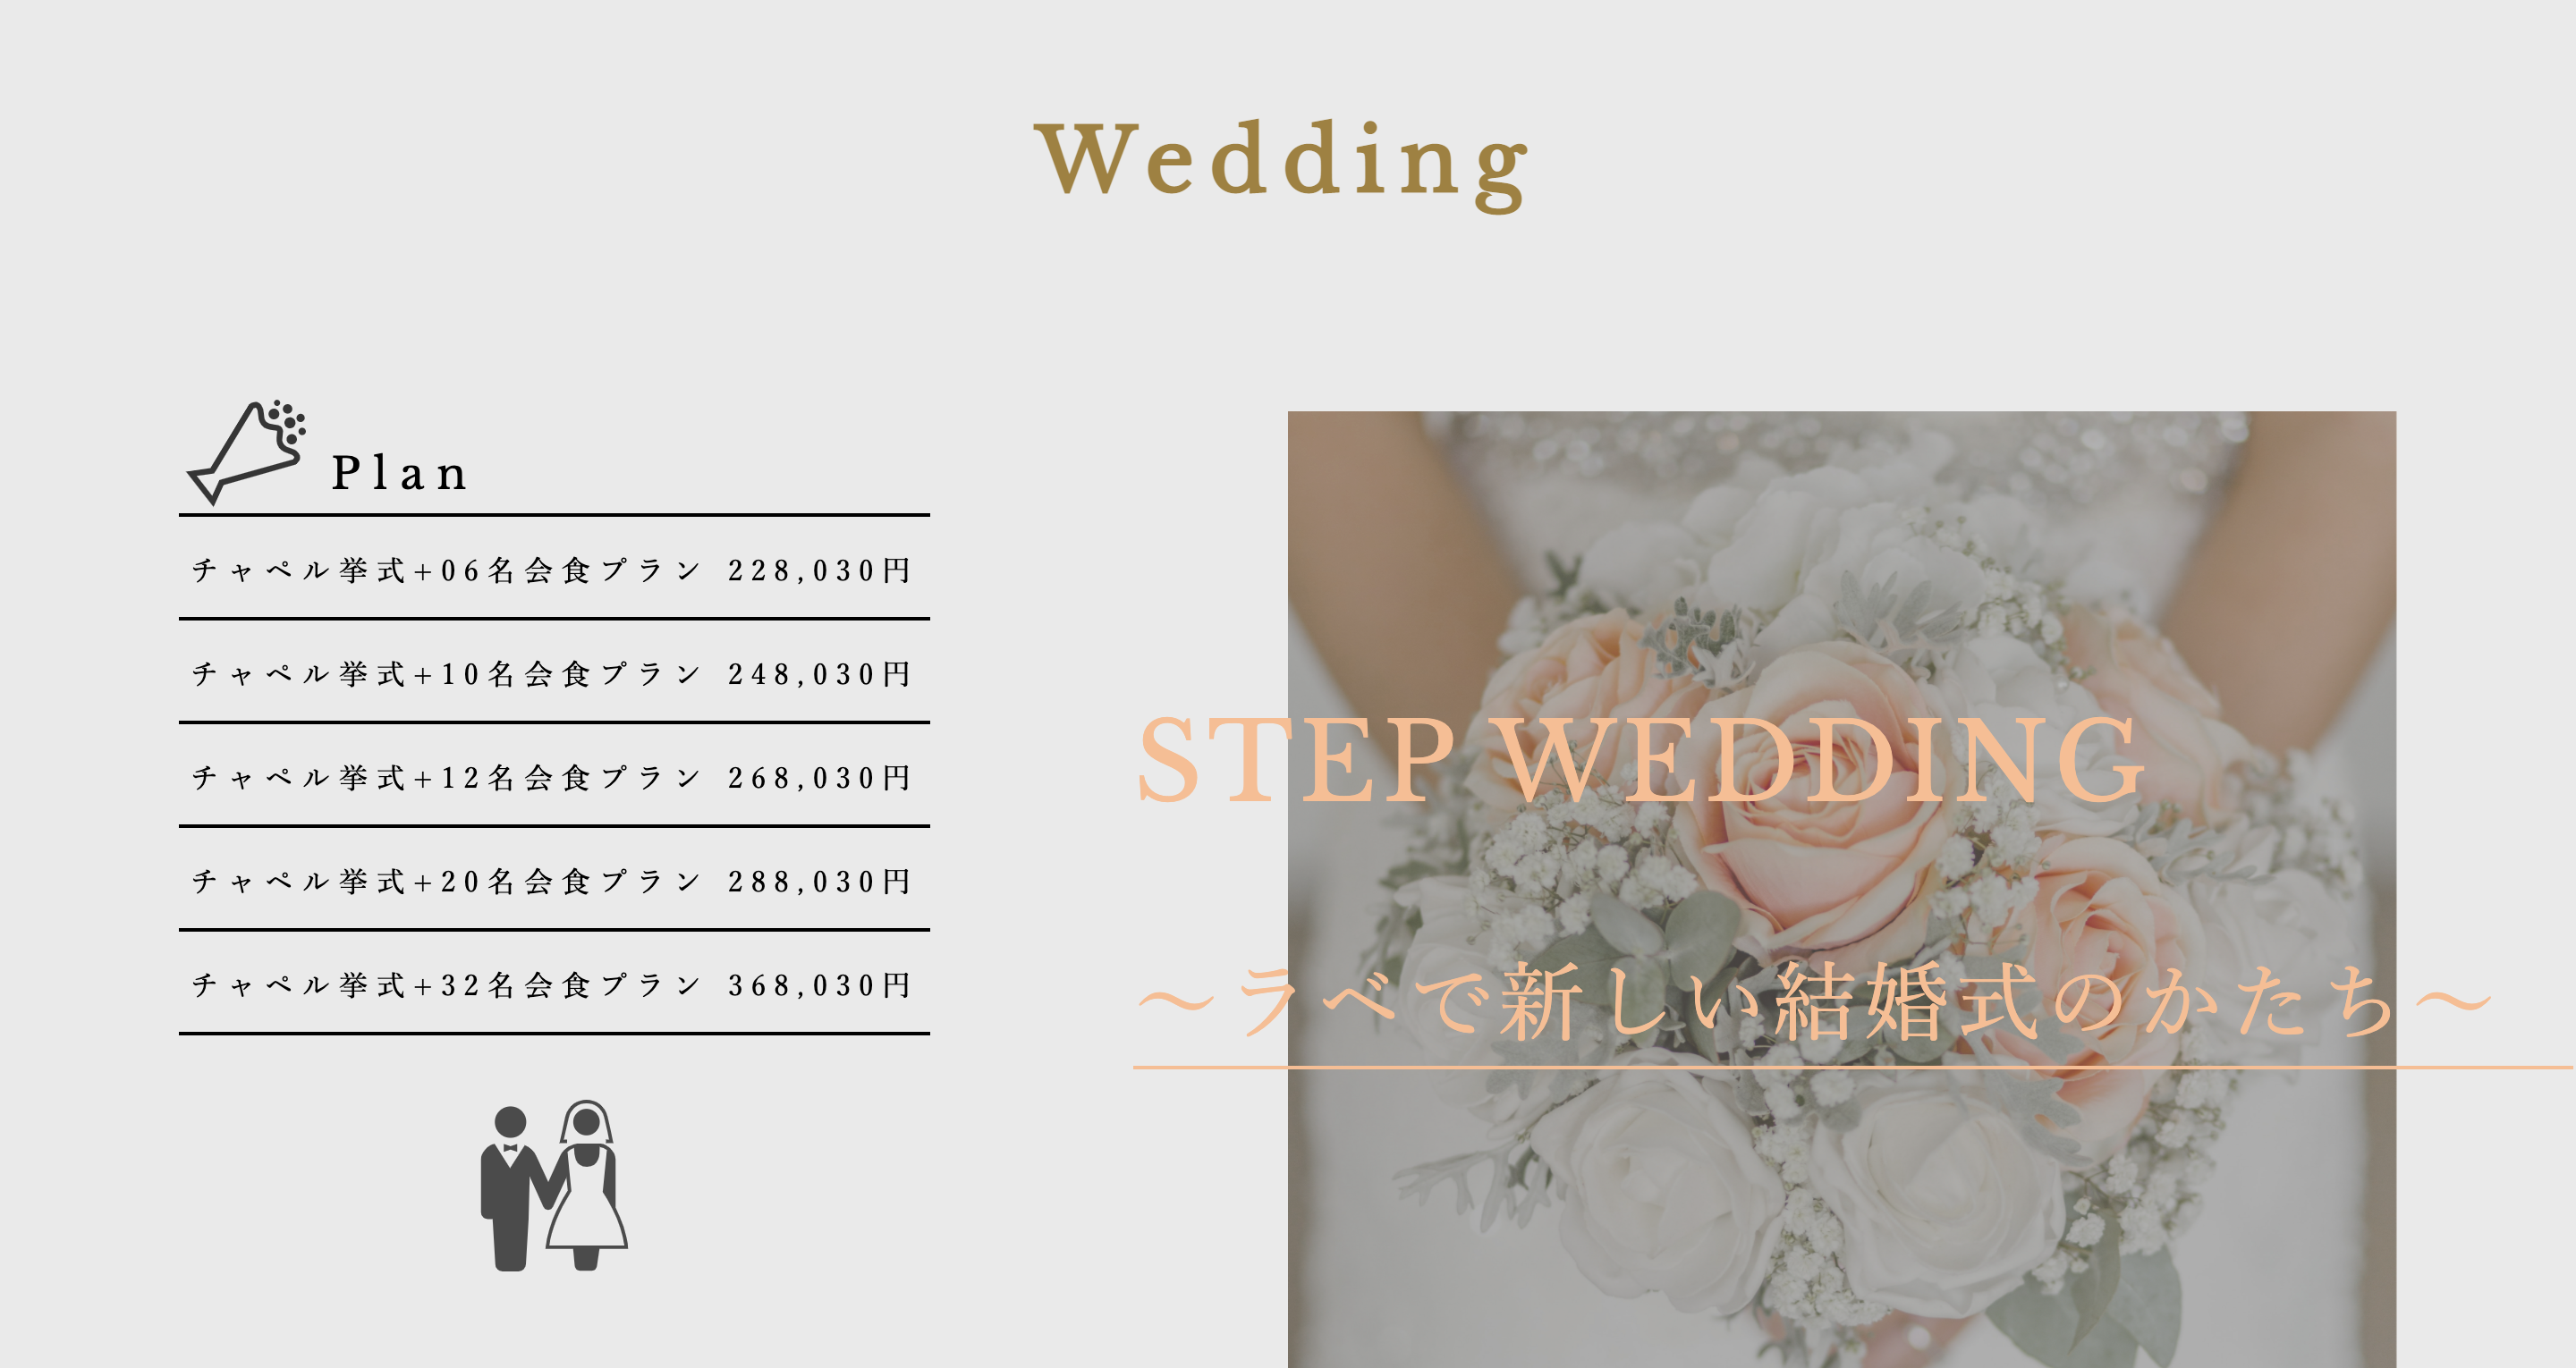 Wedding
Plan
チャペル挙式+06名会食プラン 228,030円
チャペル挙式+10名会食プラン 248,030円
チャペル挙式+12名会食プラン 268,030円
チャペル挙式+20名会食プラン 288,030円
チャペル挙式+32名会食プラン 368,030円
STEP WEDDING
～ラベで新しい結婚式のかたち～